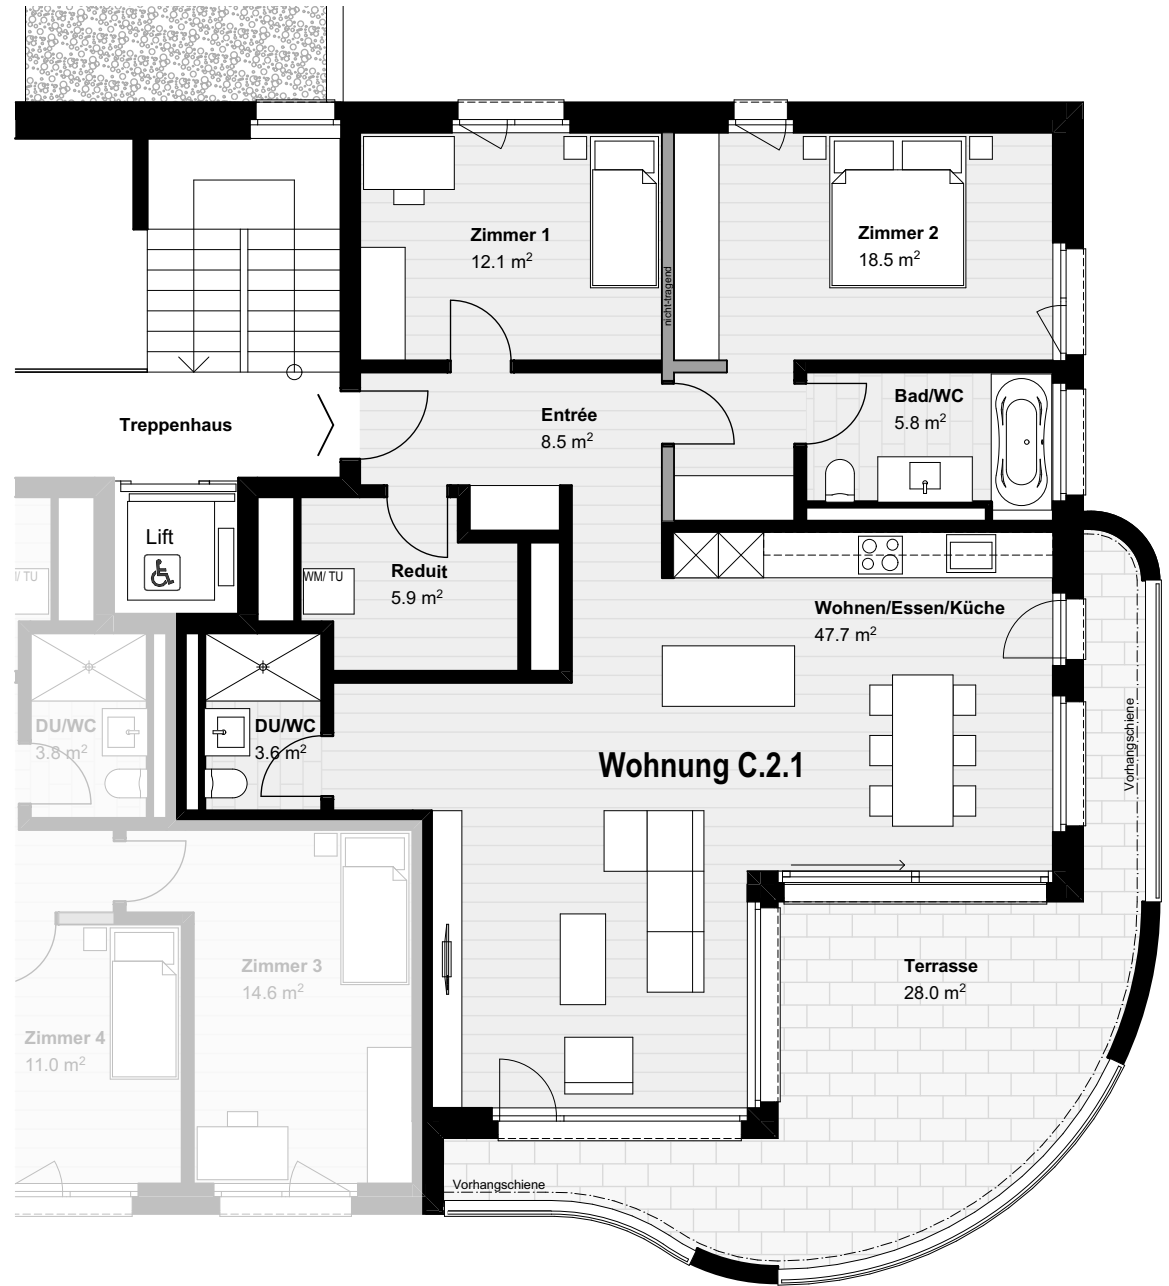 Zimmer 1
12.1 m²
Zimmer 2
18.5 m²
nicht-tragend
Treppenhaus
Entrée
8.5 m²
Bad/WC
5.8 m²
Lift
WM/ TU
Reduit
5.9 m²
Wohnen/Essen/Küche
47.7 m²
DU/WC
3.8 m²
DU/WC
3.6 m²
Wohnung C.2.1
Vorhangschiene
Zimmer 3
14.6 m²
Terrasse
28.0 m²
Zimmer 4
11.0 m²
Vorhangschiene